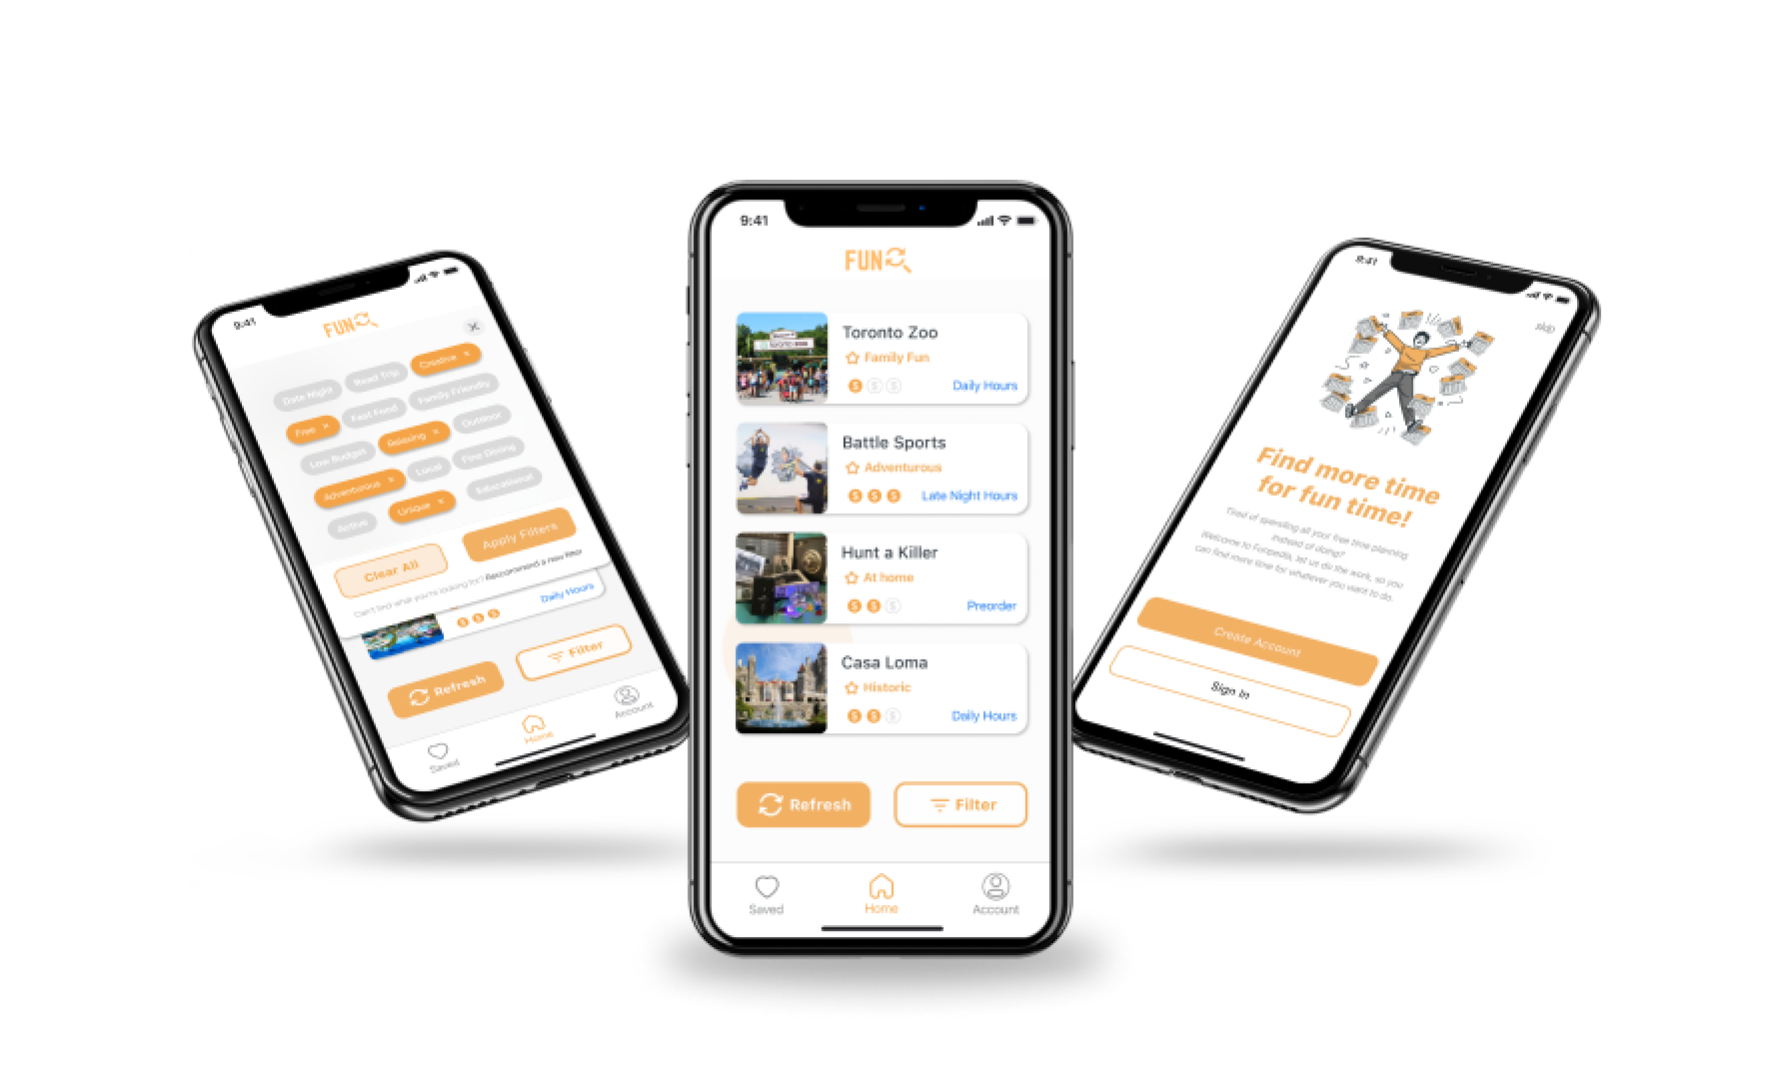 9:41
FUN
Date Night
Road Trip
Creative ×
Free ×
Fast Food
Family Friendly
Low Budget
Relaxing ×
Outdoor
Adventurous ×
Local
Fine Dining
Active
Unique ×
Educational
Clear All
Apply Filters
Can't find what you're looking for? Recommend a new filter
Daily Hours
Refresh
Filter
Saved
Home
Account
9:41
FUN
Toronto Zoo
Family Fun
$ $ $
Daily Hours
Battle Sports
Adventurous
$ $ $
Late Night Hours
Hunt a Killer
At home
$ $ $
Preorder
Casa Loma
Historic
$ $ $
Daily Hours
Refresh
Filter
Saved
Home
Account
9:41
skip
Find more time
for fun time!
Tired of spending all your free time planning
instead of doing?
Welcome to Funpedia, let us do the work, so you
can find more time for whatever you want to do.
Create Account
Sign In